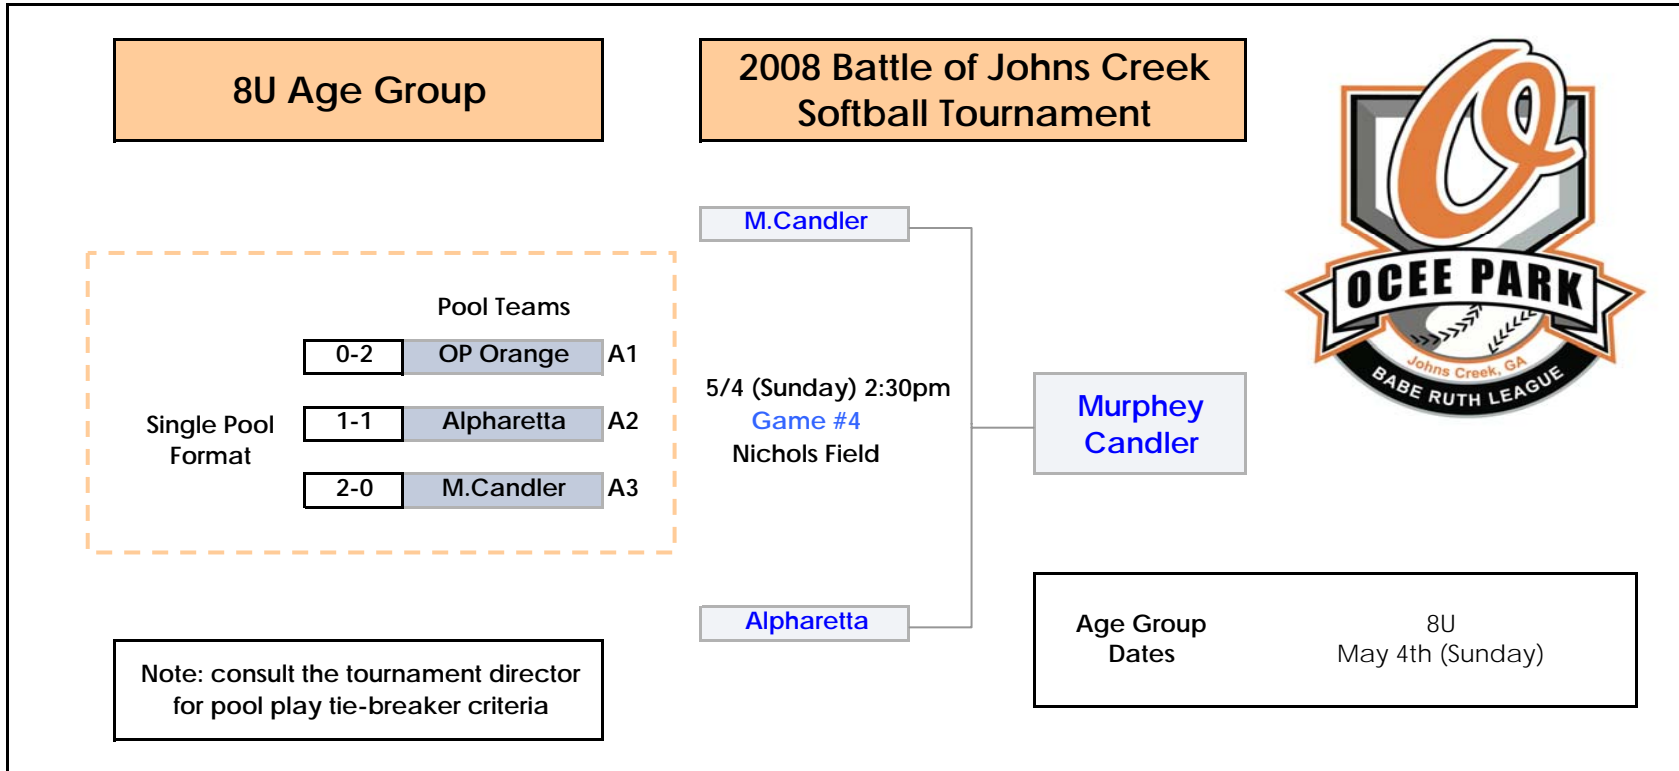 8U Age Group
2008 Battle of Johns Creek
Softball Tournament
OCEE PARK
Johns Creek, GA
BABE RUTH LEAGUE
M.Candler
Pool Teams
0-2 OP Orange A1
Single Pool
Format
1-1 Alpharetta A2
2-0 M.Candler A3
5/4 (Sunday) 2:30pm
Game #4
Nichols Field
Murphey
Candler
Alpharetta
Age Group 8U
Dates May 4th (Sunday)
Note: consult the tournament director
for pool play tie-breaker criteria